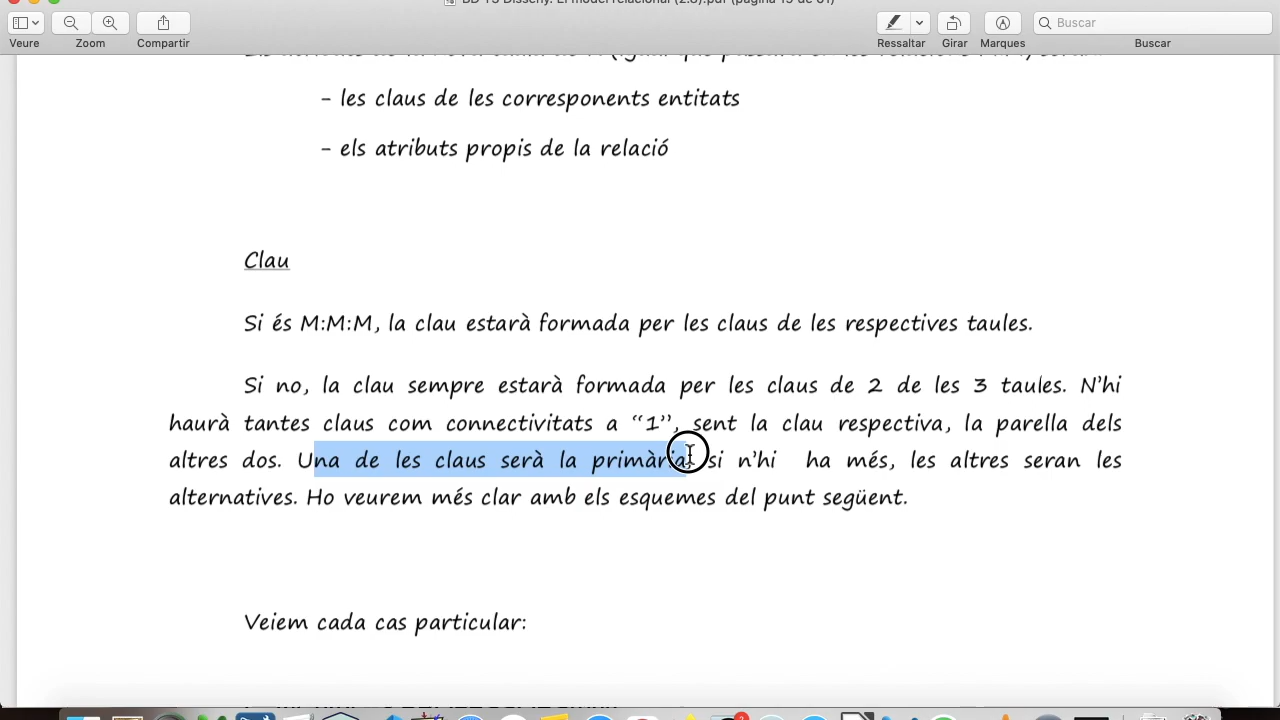 Veure
Zoom
Compartir
Ressaltar
Girar
Marques
Buscar
Buscar
- les claus de les corresponents entitats
- els atributs propis de la relació
Clau
Si és M:M:M, la clau estarà formada per les claus de les respectives taules.
Si no, la clau sempre estarà formada per les claus de 2 de les 3 taules. N'hi
haurà tantes claus com connectivitats a “1”, sent la clau respectiva, la parella dels
altres dos. Una de les claus serà la primària: si n'hi ha més, les altres seran les
alternatives. Ho veurem més clar amb els esquemes del punt següent.
Veiem cada cas particular: